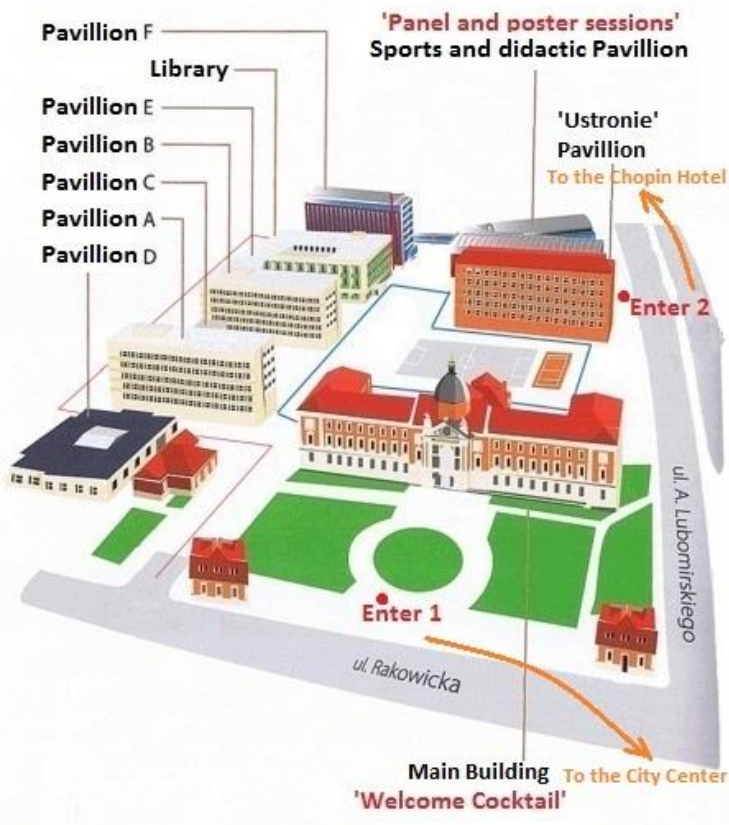 Pavillion F
Library
Pavillion E
Pavillion B
Pavillion C
Pavillion A
Pavillion D
'Panel and poster sessions'
Sports and didactic Pavillion
'Ustronie'
Pavillion
To the Chopin Hotel
Enter 2
ul. A. Lubomirskiego
Enter 1
ul. Rakowicka
Main Building
'Welcome Cocktail'
To the City Center